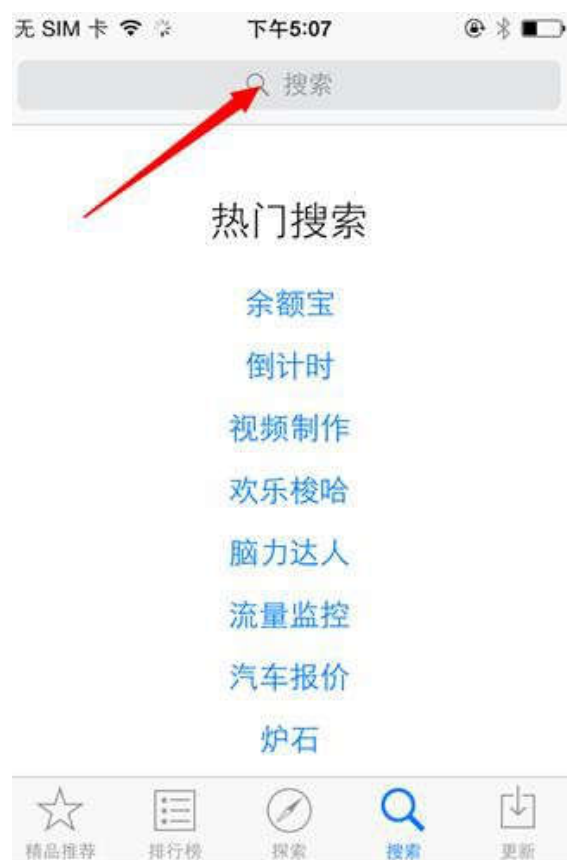 无 SIM 卡 下午5:07
搜索
热门搜索
余额宝
倒计时
视频制作
欢乐梭哈
脑力达人
流量监控
汽车报价
炉石
精品推荐 排行榜 探索 搜索 更新